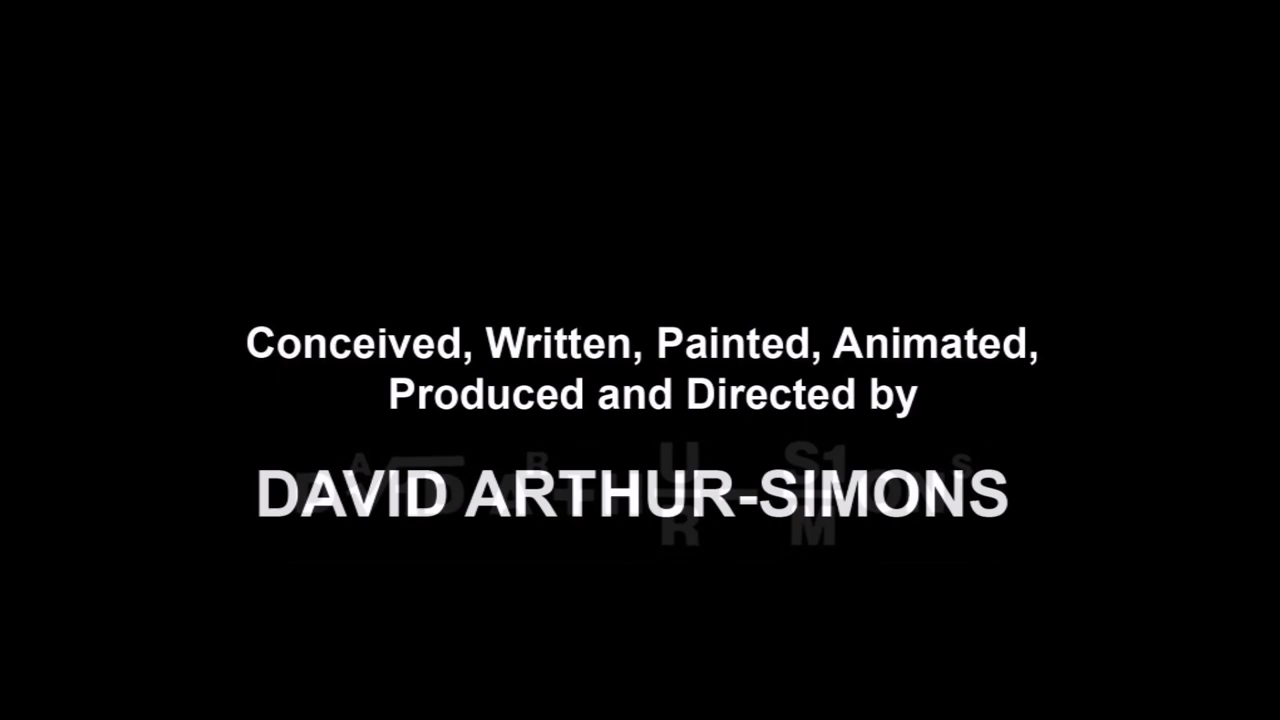 Conceived, Written, Painted, Animated,
Produced and Directed by
DAVID ARTHUR-SIMONS